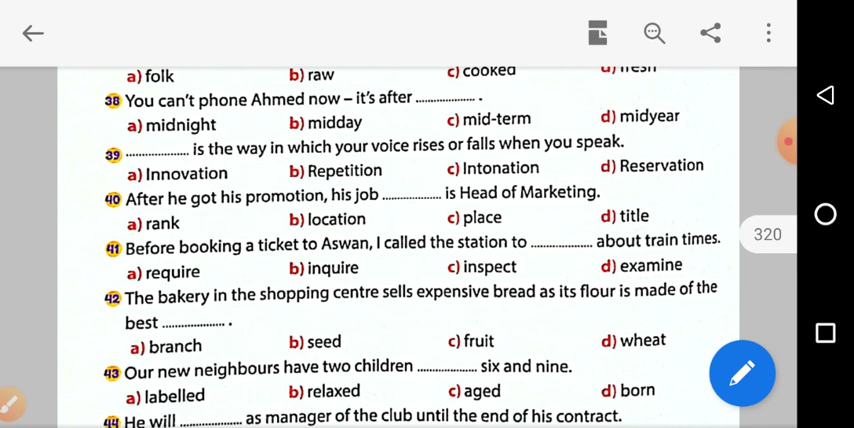 a) folk b) raw c) cooked d) fresh
38 You can't phone Ahmed now – it's after .................... .
a) midnight b) midday c) mid-term d) midyear
39 .................... is the way in which your voice rises or falls when you speak.
a) Innovation b) Repetition c) Intonation d) Reservation
40 After he got his promotion, his job .................... is Head of Marketing.
a) rank b) location c) place d) title
320
41 Before booking a ticket to Aswan, I called the station to .................... about train times.
a) require b) inquire c) inspect d) examine
42 The bakery in the shopping centre sells expensive bread as its flour is made of the
best .................... .
a) branch b) seed c) fruit d) wheat
43 Our new neighbours have two children .................... six and nine.
a) labelled b) relaxed c) aged d) born
44 He will .................... as manager of the club until the end of his contract.